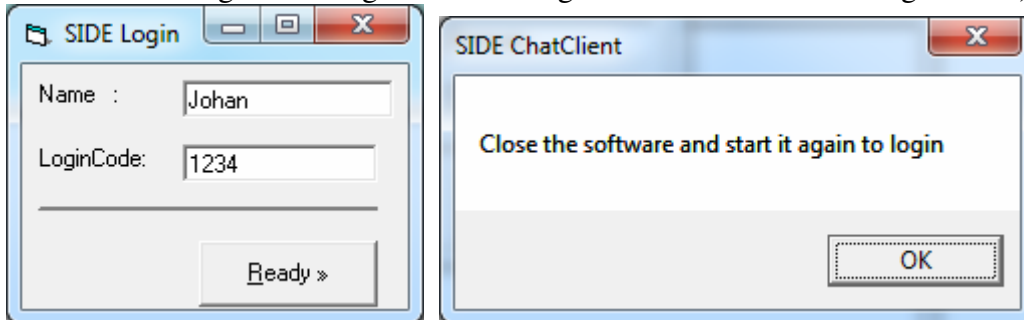 SIDE Login
Name :
Johan
LoginCode:
1234
Ready »
SIDE ChatClient
Close the software and start it again to login
OK